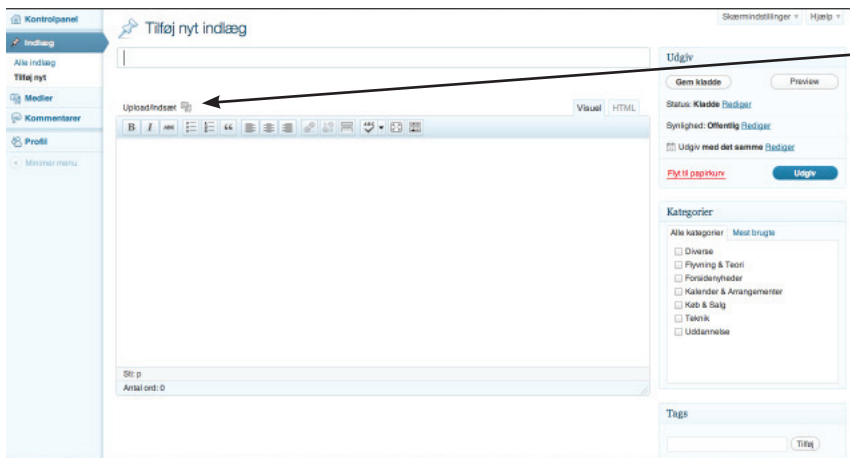 Kontrolpanel
Indlæg
Alle indlæg
Tilføj nyt
Medier
Kommentarer
Profil
Minimer menu
Skærmindstillinger
Hjælp
Tilføj nyt indlæg
Upload/Indsæt
Visuel
HTML
B I ABC
Sti: p
Antal ord: 0
Udgiv
Gem kladde
Preview
Status: Kladde Rediger
Synlighed: Offentlig Rediger
Udgiv med det samme Rediger
Flyt til papirkurv
Udgiv
Kategorier
Alle kategorier
Mest brugte
Diverse
Flyvning & Teori
Forsidenyheder
Kalender & Arrangementer
Køb & Salg
Teknik
Uddannelse
Tags
Tilføj